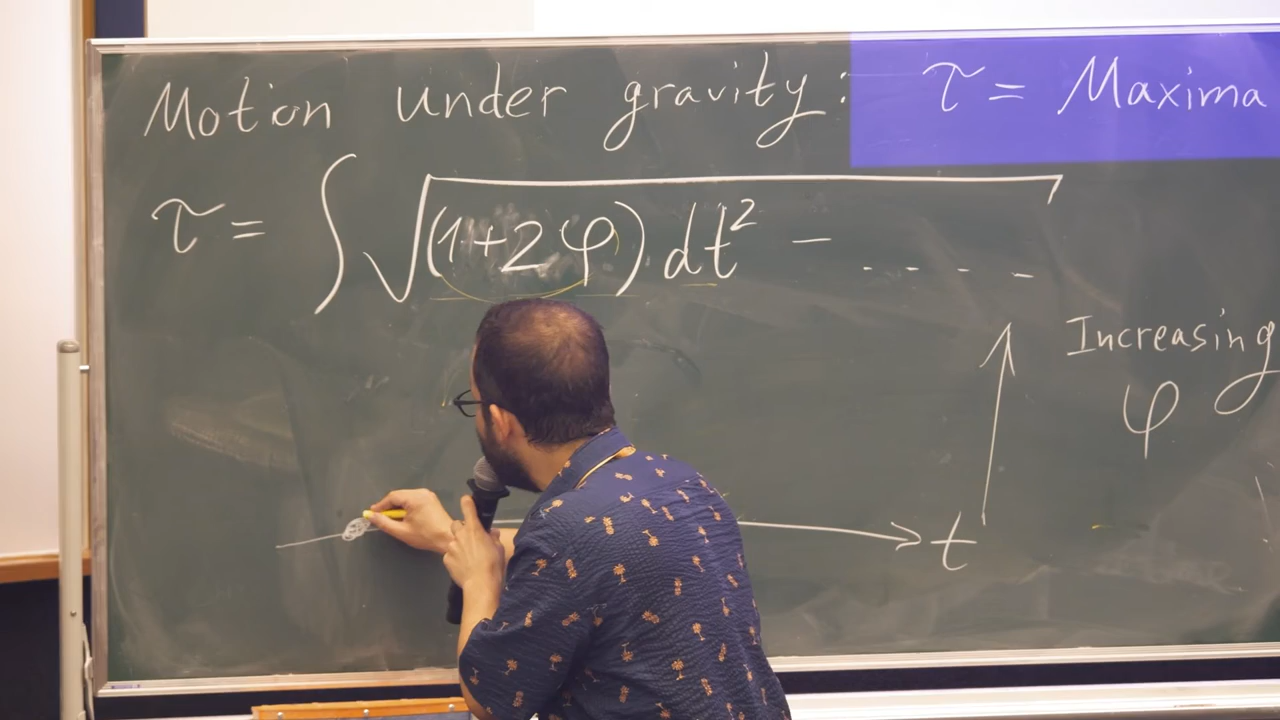 Motion under gravity: τ = Maxima
τ = ∫ √(1+2φ) dt² - - - - -
Increasing
φ
t